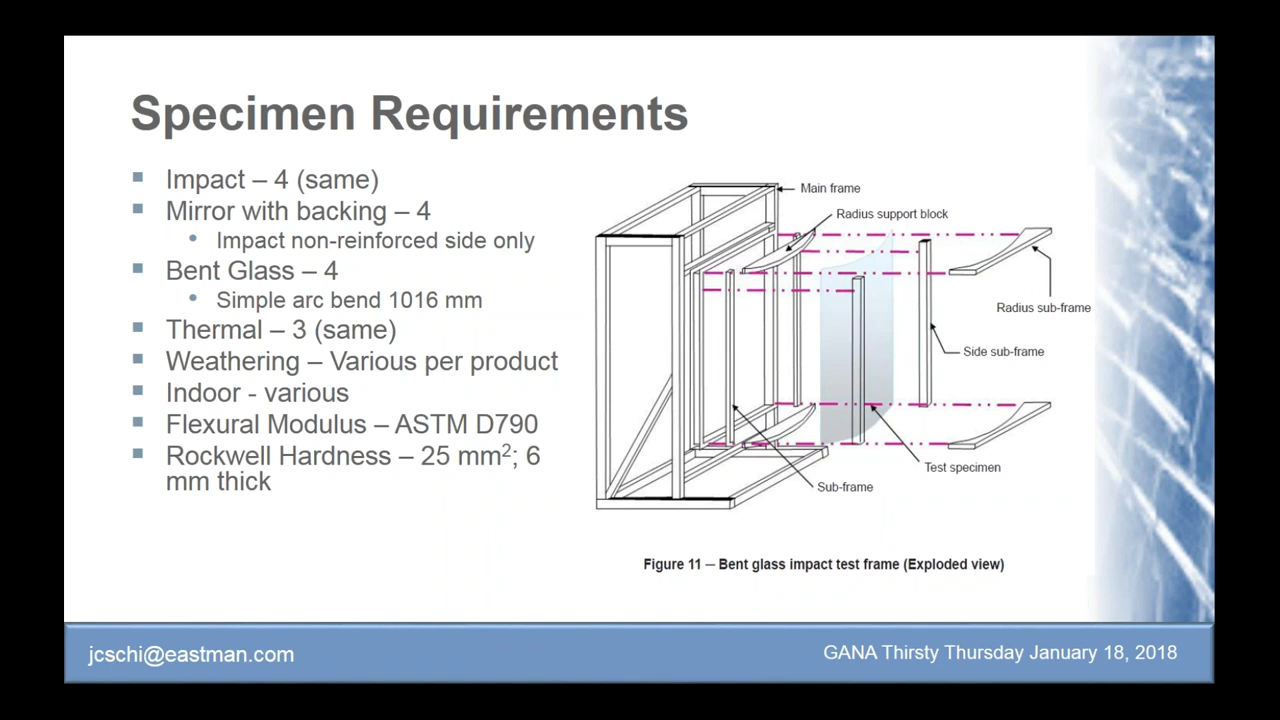 Specimen Requirements
Impact – 4 (same)
Mirror with backing – 4
Impact non-reinforced side only
Bent Glass – 4
Simple arc bend 1016 mm
Thermal – 3 (same)
Weathering – Various per product
Indoor - various
Flexural Modulus – ASTM D790
Rockwell Hardness – 25 mm²; 6
mm thick
Main frame
Radius support block
Radius sub-frame
Side sub-frame
Test specimen
Sub-frame
Figure 11 — Bent glass impact test frame (Exploded view)
jcschi@eastman.com
GANA Thirsty Thursday January 18, 2018